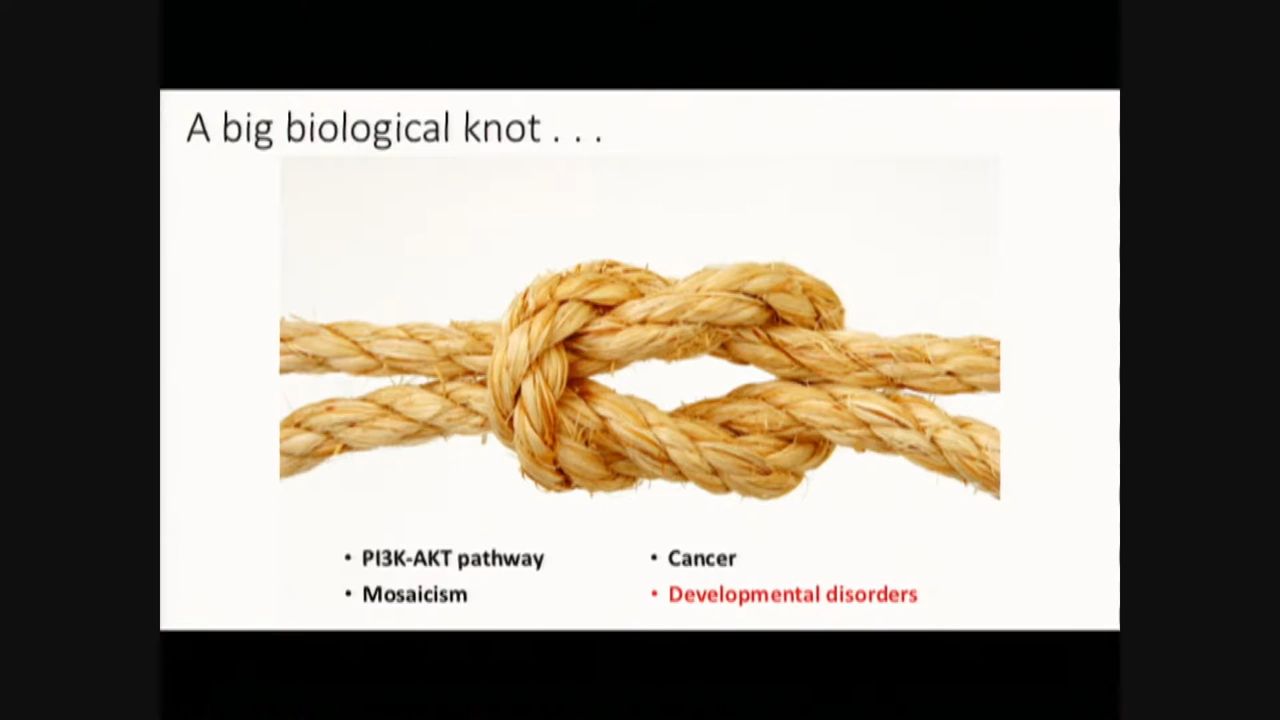 A big biological knot . . .
• PI3K-AKT pathway
• Mosaicism
• Cancer
• Developmental disorders